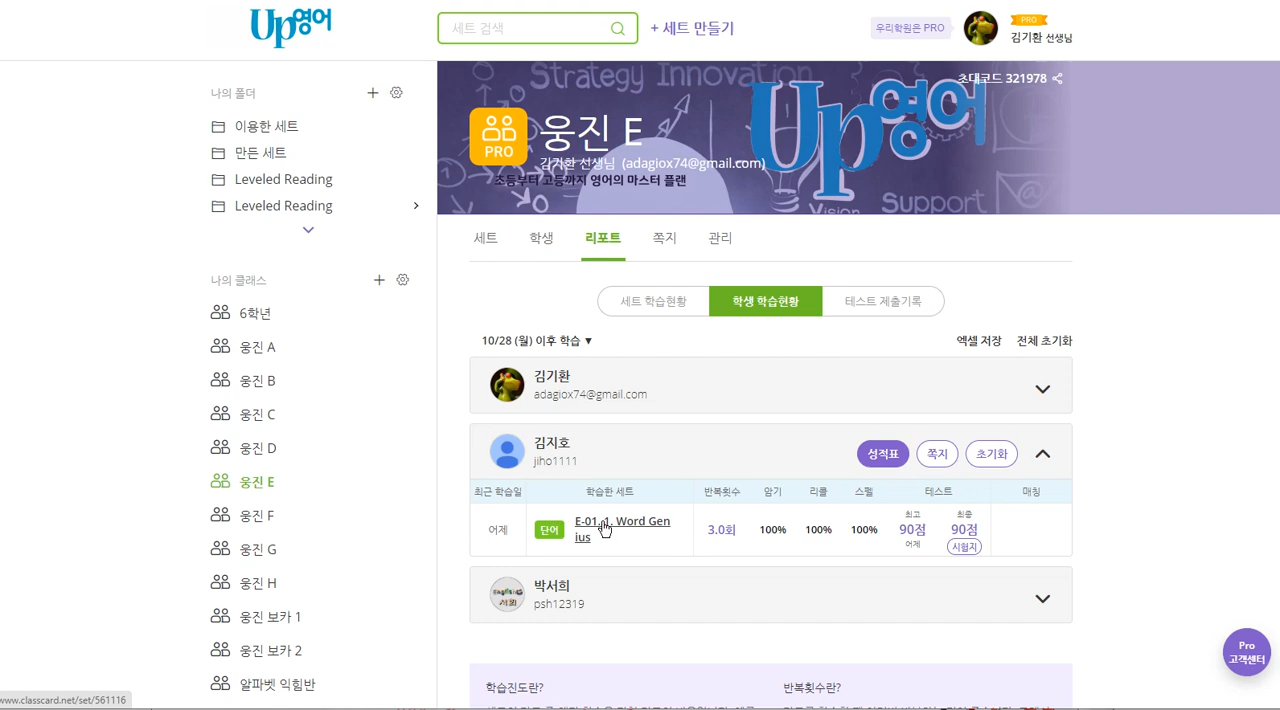 Up영어
세트 검색
+ 세트 만들기
우리학원은 PRO
PRO
김기환 선생님
나의 폴더
이용한 세트
만든 세트
Leveled Reading
Leveled Reading
나의 클래스
6학년
웅진 A
웅진 B
웅진 C
웅진 D
웅진 E
웅진 F
웅진 G
웅진 H
웅진 보카 1
웅진 보카 2
알파벳 익힘반
Strategy Innovation
초대코드 321978
PRO
웅진 E
김기환 선생님 (adagiox74@gmail.com)
초등부터 고등까지 영어의 마스터 플랜
Up영어
Vision
Support
세트 학생 리포트 쪽지 관리
세트 학습현황 학생 학습현황 테스트 제출기록
10/28 (월) 이후 학습 ▼
엑셀 저장 전체 초기화
김기환
adagiox74@gmail.com
김지호
jiho1111
성적표 쪽지 초기화
최근 학습일 학습한 세트 반복횟수 암기 리콜 스펠 테스트 매칭
어제 단어 E-01. 1. Word Gen
ius
3.0회 100% 100% 100%
최고 90점 어제
최종 90점 시험지
박서희
psh12319
Pro
고객센터
학습진도란?
반복횟수란?
www.classcard.net/set/561116